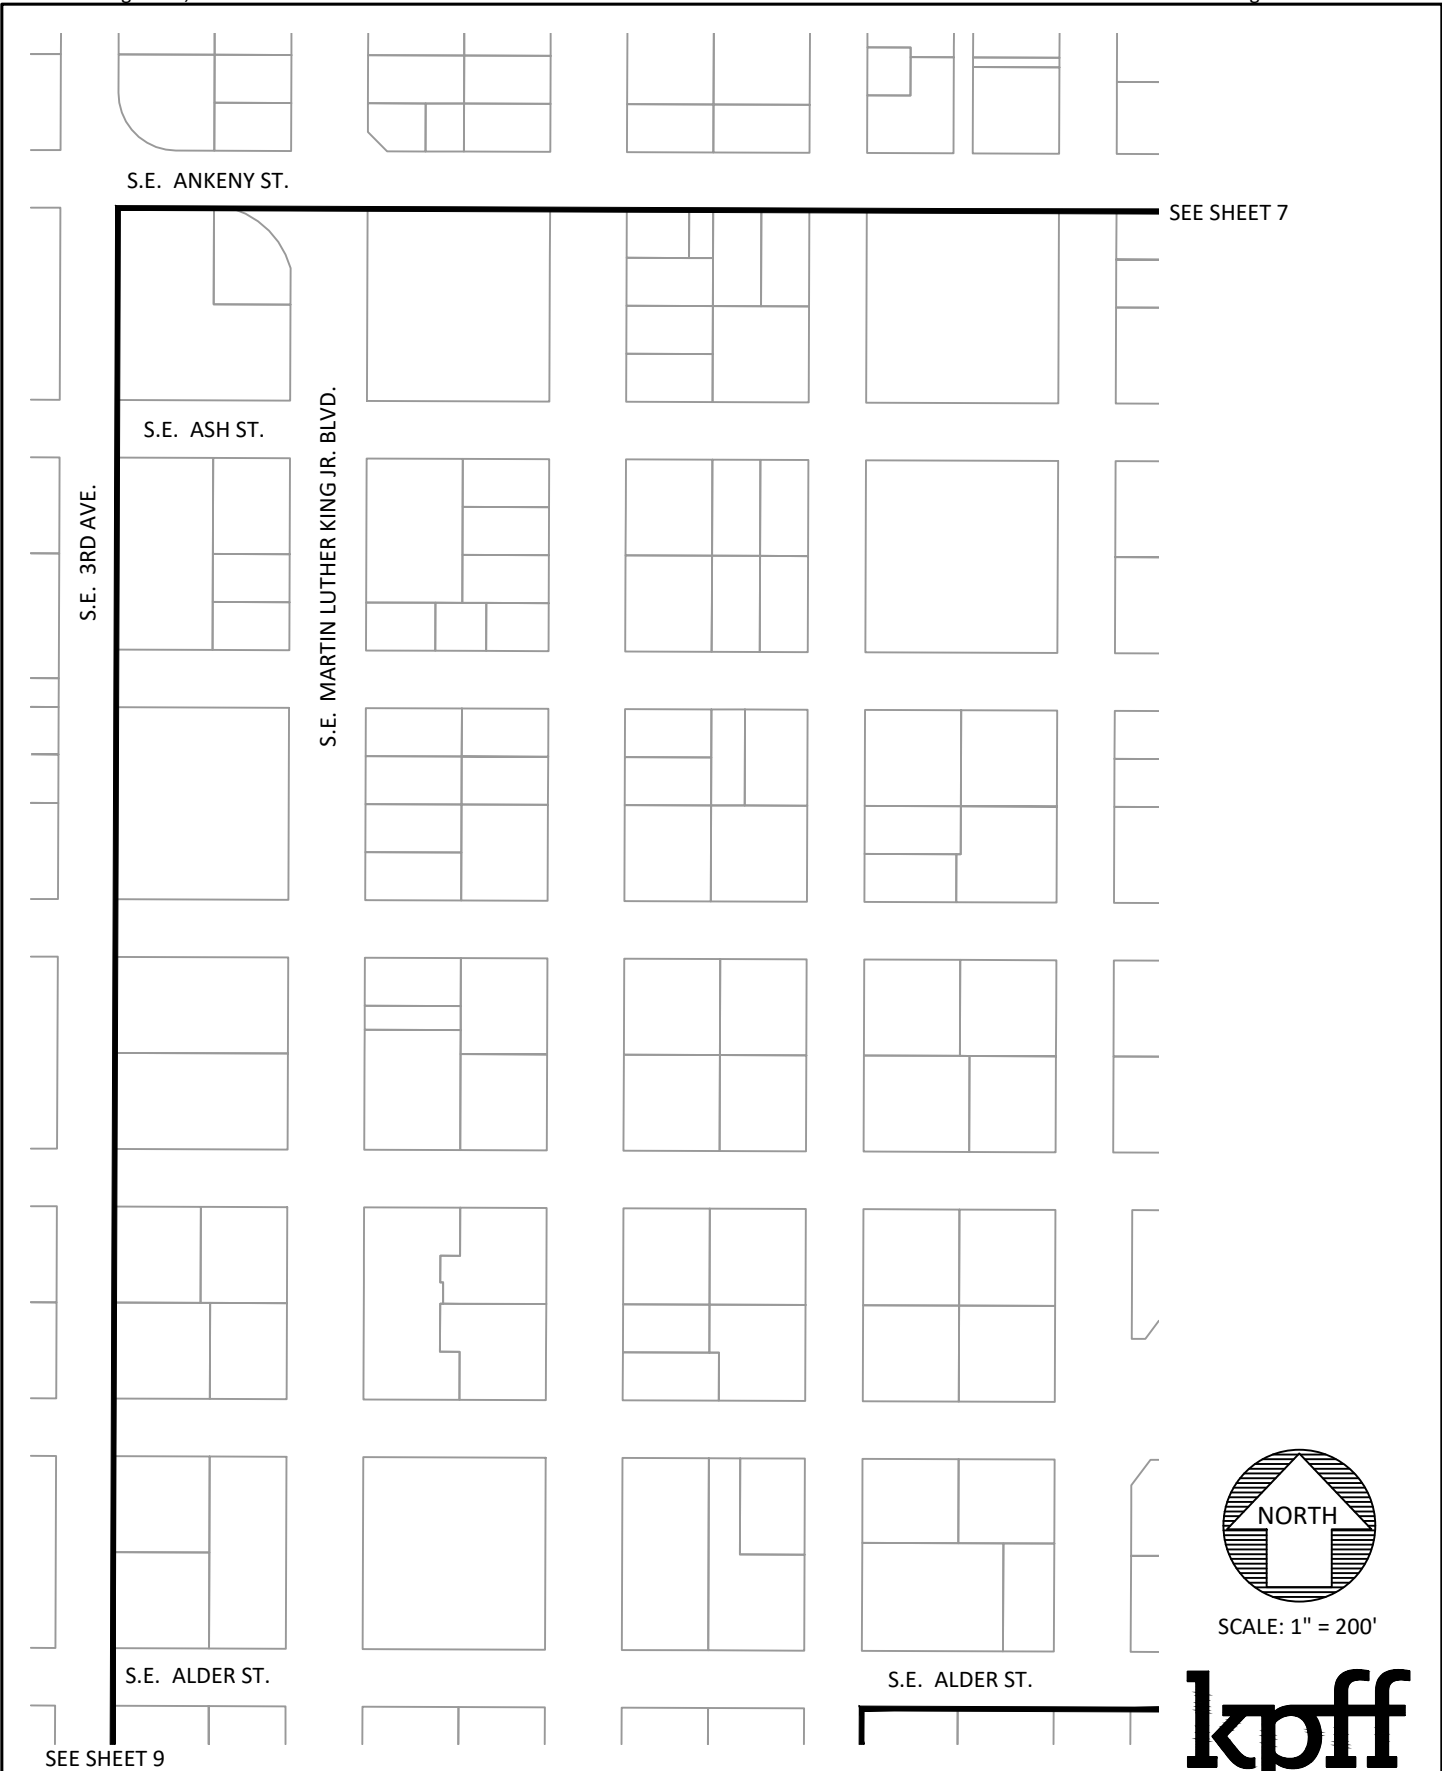 S.E. ANKENY ST.
SEE SHEET 7
S.E. ASH ST.
S.E. MARTIN LUTHER KING JR. BLVD.
S.E. 3RD AVE.
NORTH
SCALE: 1" = 200'
S.E. ALDER ST.
S.E. ALDER ST.
kpff
SEE SHEET 9